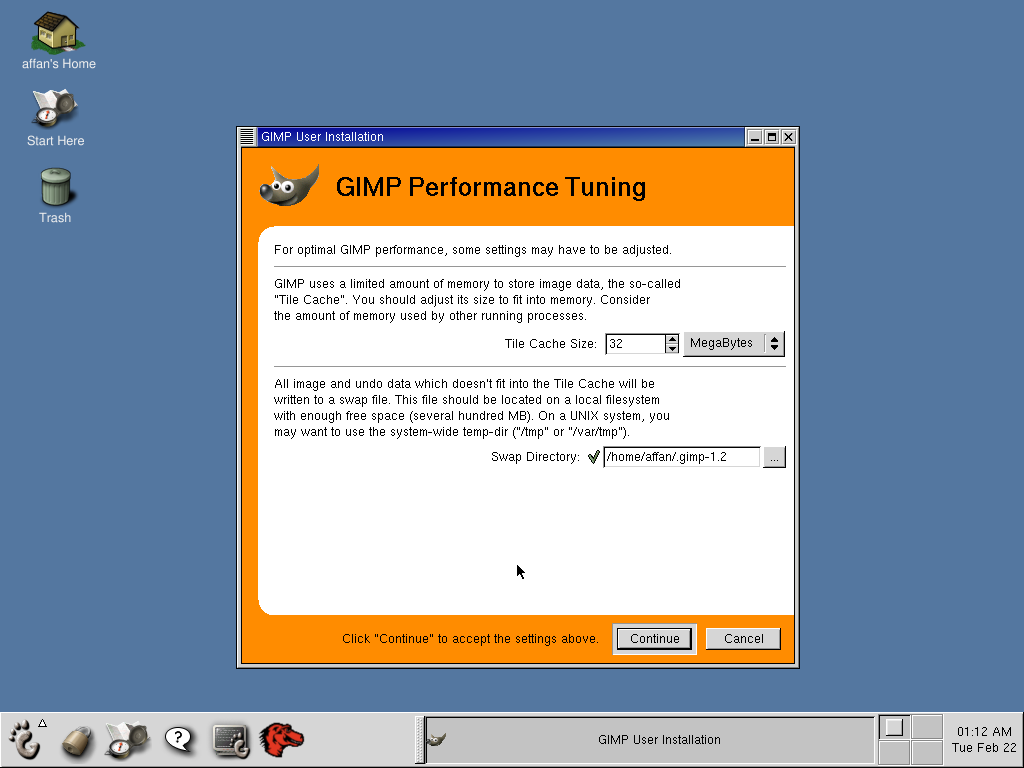 affan's Home
Start Here
Trash
GIMP User Installation
GIMP Performance Tuning
For optimal GIMP performance, some settings may have to be adjusted.
GIMP uses a limited amount of memory to store image data, the so-called
"Tile Cache". You should adjust its size to fit into memory. Consider
the amount of memory used by other running processes.
Tile Cache Size: 32 MegaBytes
All image and undo data which doesn't fit into the Tile Cache will be
written to a swap file. This file should be located on a local filesystem
with enough free space (several hundred MB). On a UNIX system, you
may want to use the system-wide temp-dir ("/tmp" or "/var/tmp").
Swap Directory: /home/affan/.gimp-1.2 ...
Click "Continue" to accept the settings above. Continue Cancel
?
GIMP User Installation
01:12 AM
Tue Feb 22